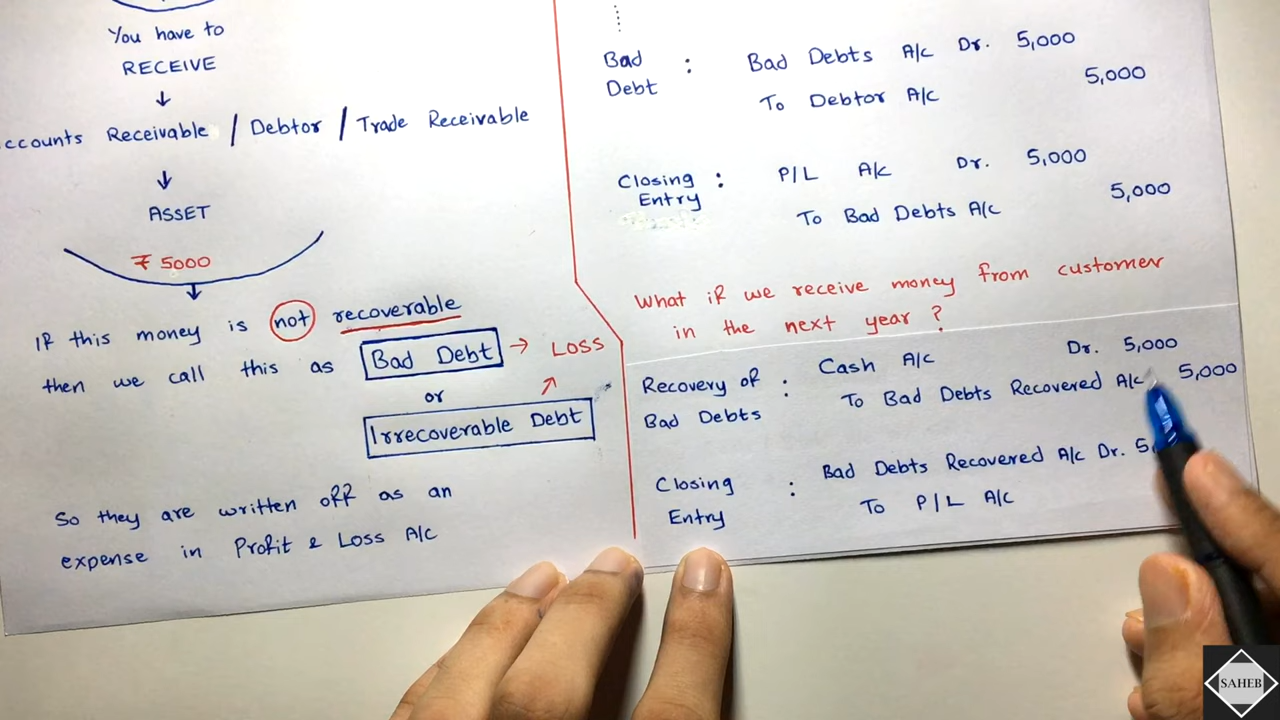 You have to
RECEIVE
ccounts Receivable / Debtor / Trade Receivable
ASSET
₹ 5000
If this money is not recoverable
then we call this as Bad Debt → LOSS
or
Irrecoverable Debt
So they are written off as an
expense in Profit & Loss A/c
Bad Debt : Bad Debts A/c Dr. 5,000
To Debtor A/c 5,000
Closing Entry : P/L A/c Dr. 5,000
To Bad Debts A/c 5,000
What if we receive money from customer
in the next year ?
Recovery of Bad Debts : Cash A/c Dr. 5,000
To Bad Debts Recovered A/c 5,000
Closing Entry : Bad Debts Recovered A/c Dr. 5,
To P/L A/c
SAHEB